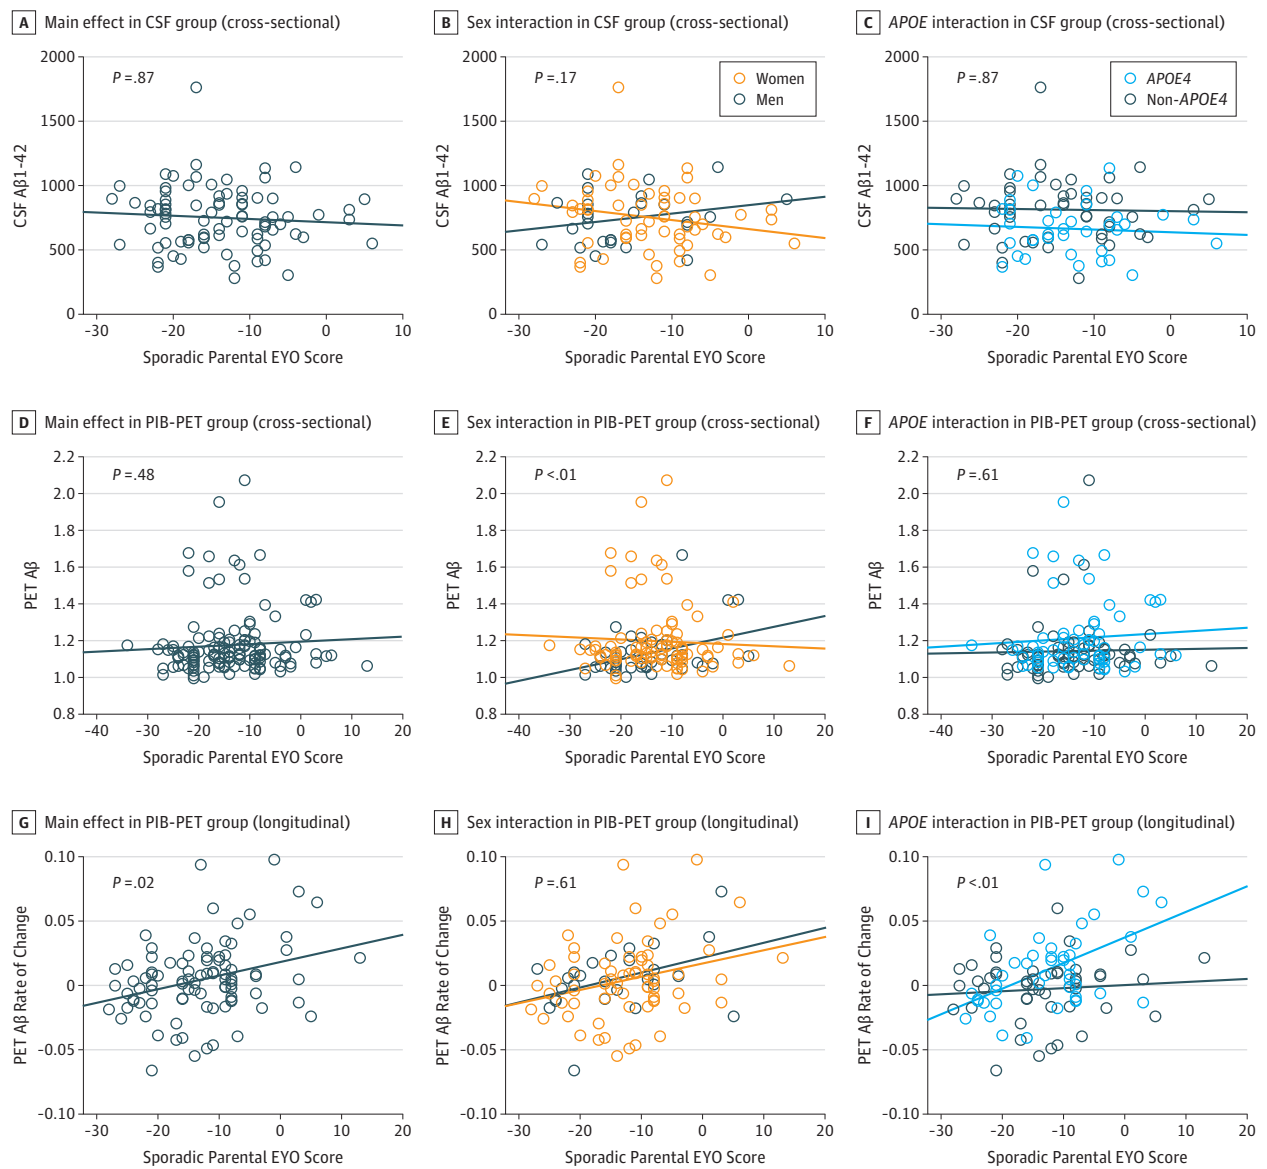 A Main effect in CSF group (cross-sectional)
2000
1500
1000
500
0
CSF Aβ1-42
P = .87
-30 -20 -10 0 10
Sporadic Parental EYO Score
B Sex interaction in CSF group (cross-sectional)
2000
1500
1000
500
0
CSF Aβ1-42
P = .17
Women
Men
-30 -20 -10 0 10
Sporadic Parental EYO Score
C APOE interaction in CSF group (cross-sectional)
2000
1500
1000
500
0
CSF Aβ1-42
P = .87
APOE4
Non-APOE4
-30 -20 -10 0 10
Sporadic Parental EYO Score
D Main effect in PIB-PET group (cross-sectional)
2.2
2.0
1.8
1.6
1.4
1.2
1.0
0.8
PET Aβ
P = .48
-40 -30 -20 -10 0 10 20
Sporadic Parental EYO Score
E Sex interaction in PIB-PET group (cross-sectional)
2.2
2.0
1.8
1.6
1.4
1.2
1.0
0.8
PET Aβ
P <.01
-40 -30 -20 -10 0 10 20
Sporadic Parental EYO Score
F APOE interaction in PIB-PET group (cross-sectional)
2.2
2.0
1.8
1.6
1.4
1.2
1.0
0.8
PET Aβ
P = .61
-40 -30 -20 -10 0 10 20
Sporadic Parental EYO Score
G Main effect in PIB-PET group (longitudinal)
0.10
0.05
0
-0.05
-0.10
PET Aβ Rate of Change
P = .02
-30 -20 -10 0 10 20
Sporadic Parental EYO Score
H Sex interaction in PIB-PET group (longitudinal)
0.10
0.05
0
-0.05
-0.10
PET Aβ Rate of Change
P = .61
-30 -20 -10 0 10 20
Sporadic Parental EYO Score
I APOE interaction in PIB-PET group (longitudinal)
0.10
0.05
0
-0.05
-0.10
PET Aβ Rate of Change
P <.01
-30 -20 -10 0 10 20
Sporadic Parental EYO Score